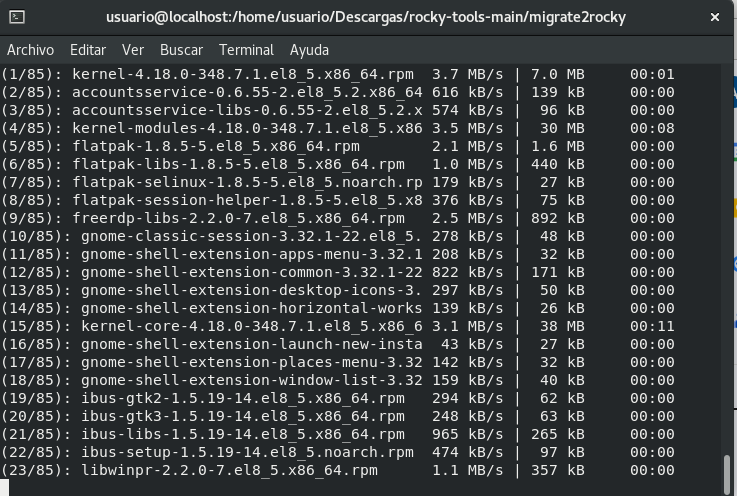 usuario@localhost:/home/usuario/Descargas/rocky-tools-main/migrate2rocky
Archivo Editar Ver Buscar Terminal Ayuda
(1/85): kernel-4.18.0-348.7.1.el8_5.x86_64.rpm 3.7 MB/s | 7.0 MB 00:01
(2/85): accountsservice-0.6.55-2.el8_5.2.x86_64 616 kB/s | 139 kB 00:00
(3/85): accountsservice-libs-0.6.55-2.el8_5.2.x 574 kB/s | 96 kB 00:00
(4/85): kernel-modules-4.18.0-348.7.1.el8_5.x86 3.5 MB/s | 30 MB 00:08
(5/85): flatpak-1.8.5-5.el8_5.x86_64.rpm 2.1 MB/s | 1.6 MB 00:00
(6/85): flatpak-libs-1.8.5-5.el8_5.x86_64.rpm 1.0 MB/s | 440 kB 00:00
(7/85): flatpak-selinux-1.8.5-5.el8_5.noarch.rp 179 kB/s | 27 kB 00:00
(8/85): flatpak-session-helper-1.8.5-5.el8_5.x8 376 kB/s | 75 kB 00:00
(9/85): freerdp-libs-2.2.0-7.el8_5.x86_64.rpm 2.5 MB/s | 892 kB 00:00
(10/85): gnome-classic-session-3.32.1-22.el8_5. 278 kB/s | 48 kB 00:00
(11/85): gnome-shell-extension-apps-menu-3.32.1 208 kB/s | 32 kB 00:00
(12/85): gnome-shell-extension-common-3.32.1-22 822 kB/s | 171 kB 00:00
(13/85): gnome-shell-extension-desktop-icons-3. 297 kB/s | 50 kB 00:00
(14/85): gnome-shell-extension-horizontal-works 139 kB/s | 26 kB 00:00
(15/85): kernel-core-4.18.0-348.7.1.el8_5.x86_6 3.1 MB/s | 38 MB 00:11
(16/85): gnome-shell-extension-launch-new-insta 43 kB/s | 27 kB 00:00
(17/85): gnome-shell-extension-places-menu-3.32 142 kB/s | 32 kB 00:00
(18/85): gnome-shell-extension-window-list-3.32 159 kB/s | 40 kB 00:00
(19/85): ibus-gtk2-1.5.19-14.el8_5.x86_64.rpm 294 kB/s | 62 kB 00:00
(20/85): ibus-gtk3-1.5.19-14.el8_5.x86_64.rpm 248 kB/s | 63 kB 00:00
(21/85): ibus-libs-1.5.19-14.el8_5.x86_64.rpm 965 kB/s | 265 kB 00:00
(22/85): ibus-setup-1.5.19-14.el8_5.noarch.rpm 474 kB/s | 97 kB 00:00
(23/85): libwinpr-2.2.0-7.el8_5.x86_64.rpm 1.1 MB/s | 357 kB 00:00